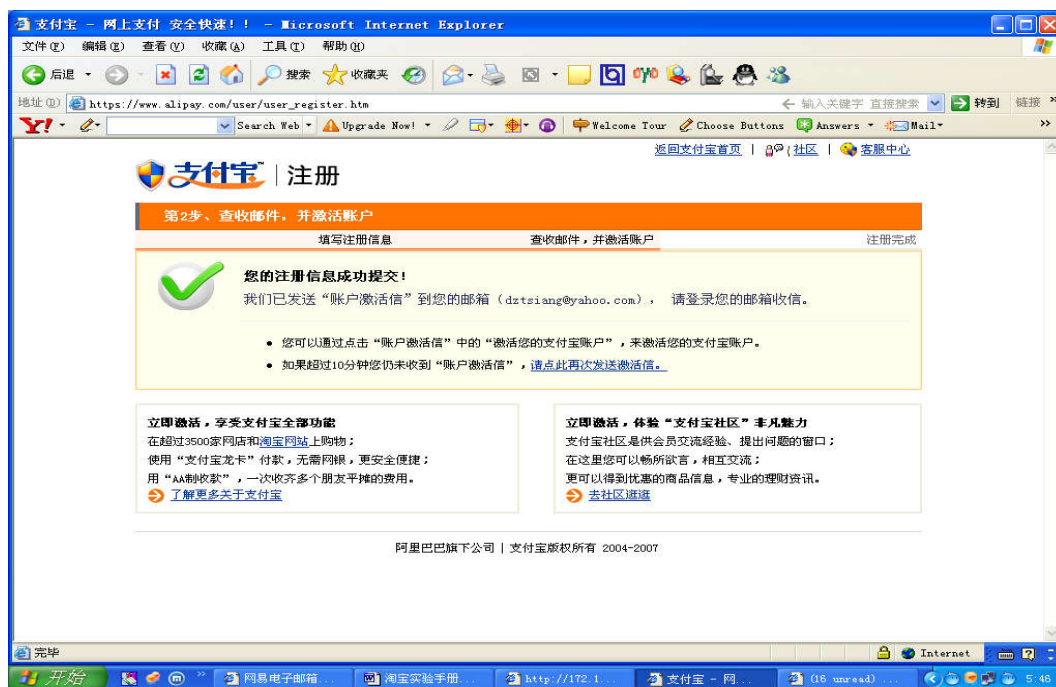 支付宝 - 网上支付 安全快速！！ - Microsoft Internet Explorer
文件(F) 编辑(E) 查看(V) 收藏(A) 工具(T) 帮助(H)
后退 搜索 收藏夹
地址(D) https://www.alipay.com/user/user_register.htm 输入关键字 直接搜索 转到 链接 »
Y! Search Web Upgrade Now! Welcome Tour Choose Buttons Answers Mail »
返回支付宝首页 | 社区 | 客服中心
支付宝™ | 注册
第2步、查收邮件，并激活账户
填写注册信息 查收邮件，并激活账户 注册完成
您的注册信息成功提交！
我们已发送“账户激活信”到您的邮箱（dztsiang@yahoo.com）， 请登录您的邮箱收信。
• 您可以通过点击“账户激活信”中的“激活您的支付宝账户”，来激活您的支付宝账户。
• 如果超过10分钟您仍未收到“账户激活信”，请点此再次发送激活信。
立即激活，享受支付宝全部功能
在超过3500家网店和淘宝网站上购物；
使用“支付宝龙卡”付款，无需网银，更安全便捷；
用“AA制收款”，一次收齐多个朋友平摊的费用。
了解更多关于支付宝
立即激活，体验“支付宝社区”非凡魅力
支付宝社区是供会员交流经验、提出问题的窗口；
在这里您可以畅所欲言，相互交流；
更可以得到优惠的商品信息，专业的理财资讯。
去社区逛逛
阿里巴巴旗下公司 | 支付宝版权所有 2004-2007
完毕 Internet
开始 » 网易电子邮箱... 淘宝实验手册... http://172.1... 支付宝 - 网... (16 unread) ... 5:46